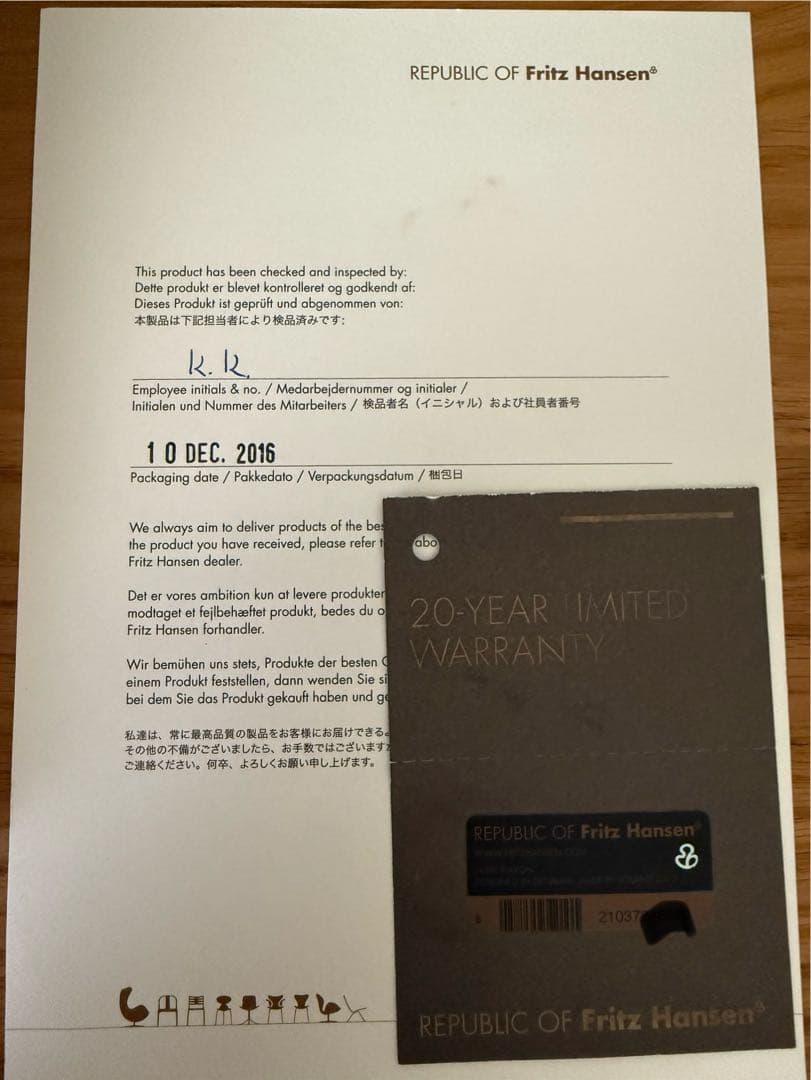 REPUBLIC OF Fritz Hansen®
This product has been checked and inspected by:
Dette produkt er blevet kontrolleret og godkendt af:
Dieses Produkt ist geprüft und abgenommen von:
本製品は下記担当者により検品済みです:
K. K.
Employee initials & no. / Medarbejdernummer og initialer /
Initialen und Nummer des Mitarbeiters / 検品者名（イニシャル）および社員者番号
10 DEC. 2016
Packaging date / Pakkedato / Verpackungsdatum / 梱包日
We always aim to deliver products of the bes
the product you have received, please refer t
abo
Fritz Hansen dealer.
Det er vores ambition kun at levere produkter
modtaget et fejlbehæftet produkt, bedes du o
Fritz Hansen forhandler.
Wir bemühen uns stets, Produkte der besten
einem Produkt feststellen, dann wenden Sie si
bei dem Sie das Produkt gekauft haben und ge
私達は、常に最高品質の製品をお客様にお届けできる
その他の不備がございましたら、お手数ではございます
ご連絡ください。何卒、よろしくお願い申し上げます。
20-YEAR LIMITED
WARRANTY
REPUBLIC OF Fritz Hansen®
WWW.FRITZHANSEN.COM
21037
REPUBLIC OF Fritz Hansen®